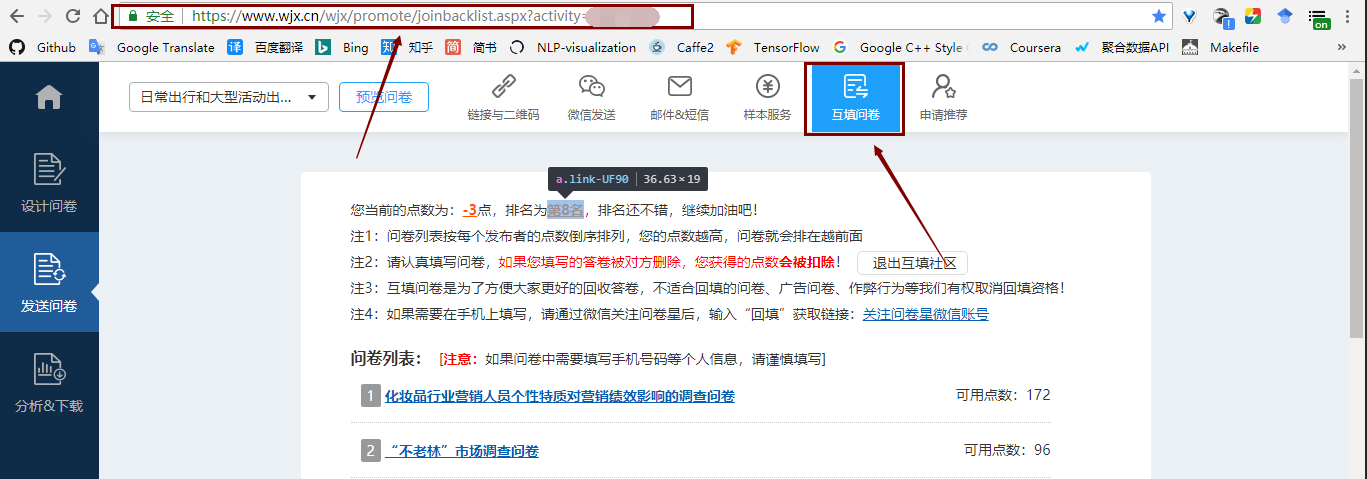 安全 https://www.wjx.cn/wjx/promote/joinbacklist.aspx?activity=
Github Google Translate 译 百度翻译 Bing 知乎 简 简书 NLP-visualization Caffe2 TensorFlow Google C++ Style Coursera 聚合数据API Makefile »
on
日常出行和大型活动出... 预览问卷
链接与二维码 微信发送 邮件&短信 样本服务 互填问卷 申请推荐
设计问卷
发送问卷
分析&下载
a.link-UF90 36.63×19
您当前的点数为：-3点，排名为第8名，排名还不错，继续加油吧！
注1：问卷列表按每个发布者的点数倒序排列，您的点数越高，问卷就会排在越前面
注2：请认真填写问卷，如果您填写的答卷被对方删除，您获得的点数会被扣除！ 退出互填社区
注3：互填问卷是为了方便大家更好的回收答卷，不适合回填的问卷、广告问卷、作弊行为等我们有权取消回填资格！
注4：如果需要在手机上填写，请通过微信关注问卷星后，输入“回填”获取链接：关注问卷星微信账号
问卷列表： [注意：如果问卷中需要填写手机号码等个人信息，请谨慎填写]
1 化妆品行业营销人员个性特质对营销绩效影响的调查问卷 可用点数：172
2 “不老林”市场调查问卷 可用点数：96